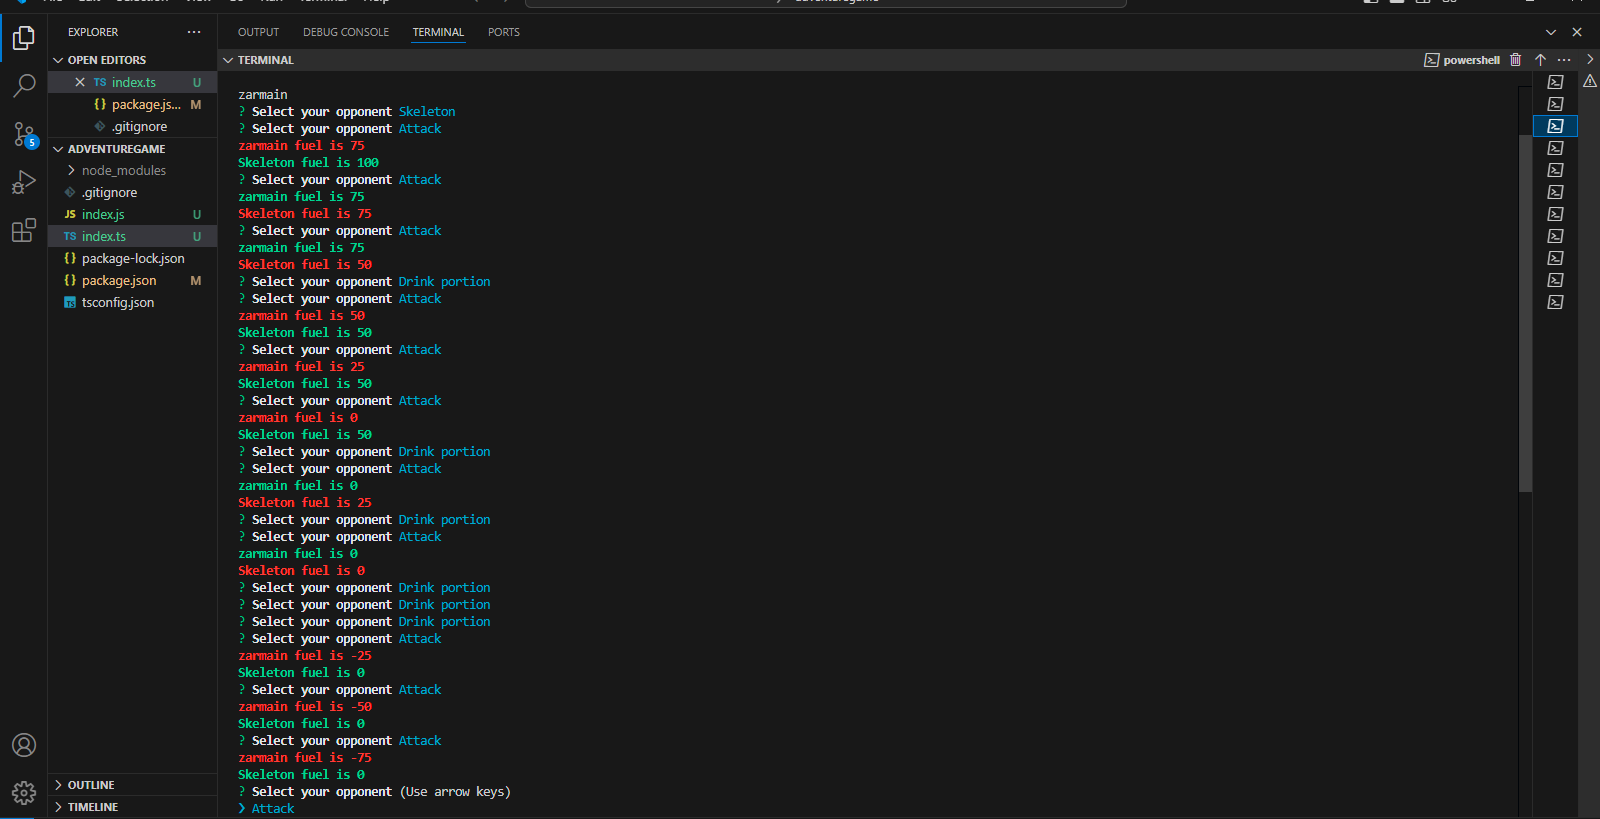 EXPLORER
OPEN EDITORS
TS index.ts U
{} package.js... M
.gitignore
ADVENTUREGAME
node_modules
.gitignore
JS index.js U
TS index.ts U
{} package-lock.json
{} package.json M
TS tsconfig.json
OUTLINE
TIMELINE
5
OUTPUT DEBUG CONSOLE TERMINAL PORTS
TERMINAL
powershell
zarmain
? Select your opponent Skeleton
? Select your opponent Attack
zarmain fuel is 75
Skeleton fuel is 100
? Select your opponent Attack
zarmain fuel is 75
Skeleton fuel is 75
? Select your opponent Attack
zarmain fuel is 75
Skeleton fuel is 50
? Select your opponent Drink portion
? Select your opponent Attack
zarmain fuel is 50
Skeleton fuel is 50
? Select your opponent Attack
zarmain fuel is 25
Skeleton fuel is 50
? Select your opponent Attack
zarmain fuel is 0
Skeleton fuel is 50
? Select your opponent Drink portion
? Select your opponent Attack
zarmain fuel is 0
Skeleton fuel is 25
? Select your opponent Drink portion
? Select your opponent Attack
zarmain fuel is 0
Skeleton fuel is 0
? Select your opponent Drink portion
? Select your opponent Drink portion
? Select your opponent Drink portion
? Select your opponent Attack
zarmain fuel is -25
Skeleton fuel is 0
? Select your opponent Attack
zarmain fuel is -50
Skeleton fuel is 0
? Select your opponent Attack
zarmain fuel is -75
Skeleton fuel is 0
? Select your opponent (Use arrow keys)
❯ Attack